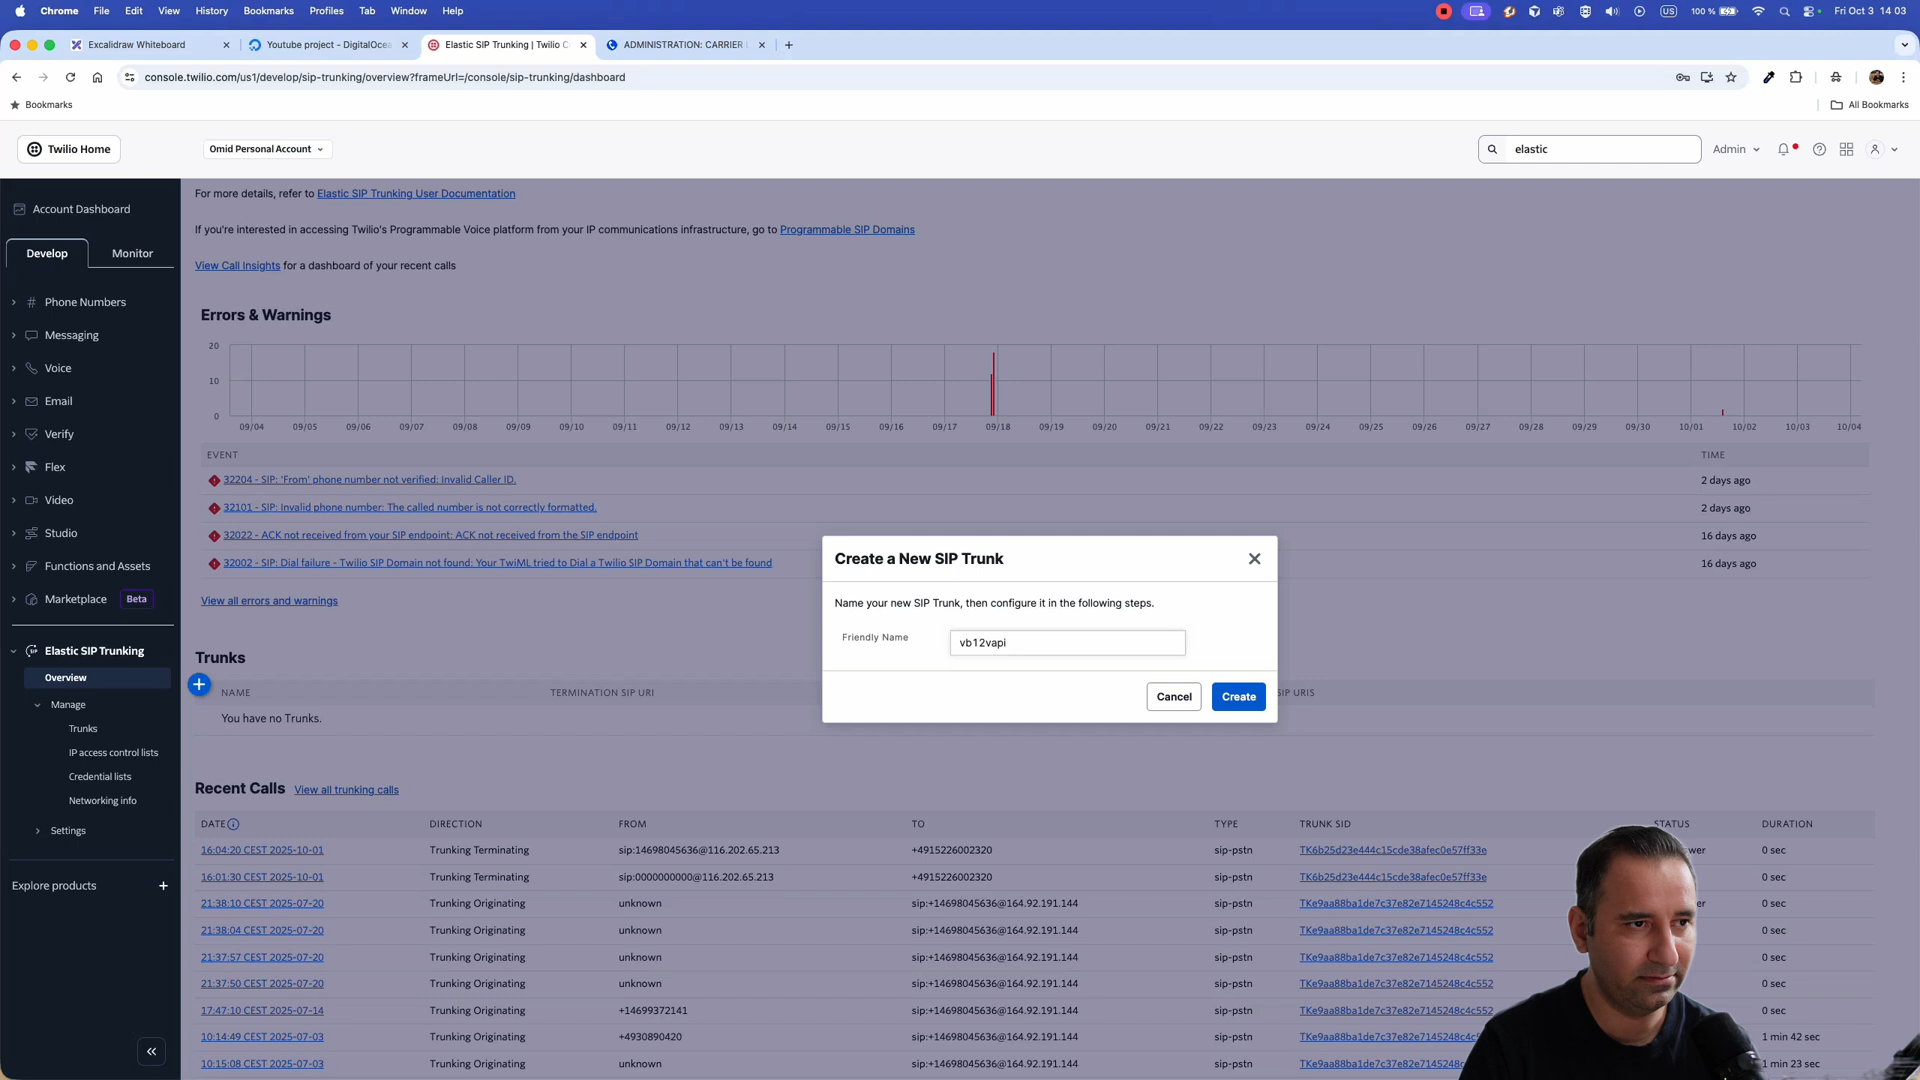 Chrome File Edit View History Bookmarks Profiles Tab Window Help
US 100 % Fri Oct 3 14 03
Excalidraw Whiteboard
Youtube project - DigitalOcea
Elastic SIP Trunking | Twilio C
ADMINISTRATION: CARRIER
console.twilio.com/us1/develop/sip-trunking/overview?frameUrl=/console/sip-trunking/dashboard
Bookmarks
All Bookmarks
Twilio Home
Omid Personal Account
elastic
Admin
Account Dashboard
Develop
Monitor
Phone Numbers
Messaging
Voice
Email
Verify
Flex
Video
Studio
Functions and Assets
Marketplace Beta
Elastic SIP Trunking
Overview
Manage
Trunks
IP access control lists
Credential lists
Networking info
Settings
Explore products
For more details, refer to Elastic SIP Trunking User Documentation
If you're interested in accessing Twilio's Programmable Voice platform from your IP communications infrastructure, go to Programmable SIP Domains
View Call Insights for a dashboard of your recent calls
Errors & Warnings
20
10
0
09/04 09/05 09/06 09/07 09/08 09/09 09/10 09/11 09/12 09/13 09/14 09/15 09/16 09/17 09/18 09/19 09/20 09/21 09/22 09/23 09/24 09/25 09/26 09/27 09/28 09/29 09/30 10/01 10/02 10/03 10/04
EVENT TIME
32204 - SIP: 'From' phone number not verified: Invalid Caller ID. 2 days ago
32101 - SIP: Invalid phone number: The called number is not correctly formatted. 2 days ago
32022 - ACK not received from your SIP endpoint: ACK not received from the SIP endpoint 16 days ago
32002 - SIP: Dial failure - Twilio SIP Domain not found: Your TwiML tried to Dial a Twilio SIP Domain that can't be found 16 days ago
View all errors and warnings
Create a New SIP Trunk
Name your new SIP Trunk, then configure it in the following steps.
Friendly Name vb12vapi
Cancel Create
Trunks
NAME TERMINATION SIP URI SIP URIS
You have no Trunks.
Recent Calls View all trunking calls
DATE DIRECTION FROM TO TYPE TRUNK SID STATUS DURATION
16:04:20 CEST 2025-10-01 Trunking Terminating sip:14698045636@116.202.65.213 +4915226002320 sip-pstn TK6b25d23e444c15cde38afec0e57ff33e swer 0 sec
16:01:30 CEST 2025-10-01 Trunking Terminating sip:0000000000@116.202.65.213 +4915226002320 sip-pstn TK6b25d23e444c15cde38afec0e57ff33e 0 sec
21:38:10 CEST 2025-07-20 Trunking Originating unknown sip:+14698045636@164.92.191.144 sip-pstn TKe9aa88ba1de7c37e82e7145248c4c552 er 0 sec
21:38:04 CEST 2025-07-20 Trunking Originating unknown sip:+14698045636@164.92.191.144 sip-pstn TKe9aa88ba1de7c37e82e7145248c4c552 0 sec
21:37:57 CEST 2025-07-20 Trunking Originating unknown sip:+14698045636@164.92.191.144 sip-pstn TKe9aa88ba1de7c37e82e7145248c4c552 0 sec
21:37:50 CEST 2025-07-20 Trunking Originating unknown sip:+14698045636@164.92.191.144 sip-pstn TKe9aa88ba1de7c37e82e7145248c4c552 0 sec
17:47:10 CEST 2025-07-14 Trunking Originating +14699372141 sip:+14698045636@164.92.191.144 sip-pstn TKe9aa88ba1de7c37e82e7145248c4c552 0 sec
10:14:49 CEST 2025-07-03 Trunking Originating +4930890420 sip:+14698045636@164.92.191.144 sip-pstn TKe9aa88ba1de7c37e82e7145248c4c552 1 min 42 sec
10:15:08 CEST 2025-07-03 Trunking Originating unknown sip:+14698045636@164.92.191.144 sip-pstn TKe9aa88ba1de7c37e82e7145248c4c552 1 min 23 sec